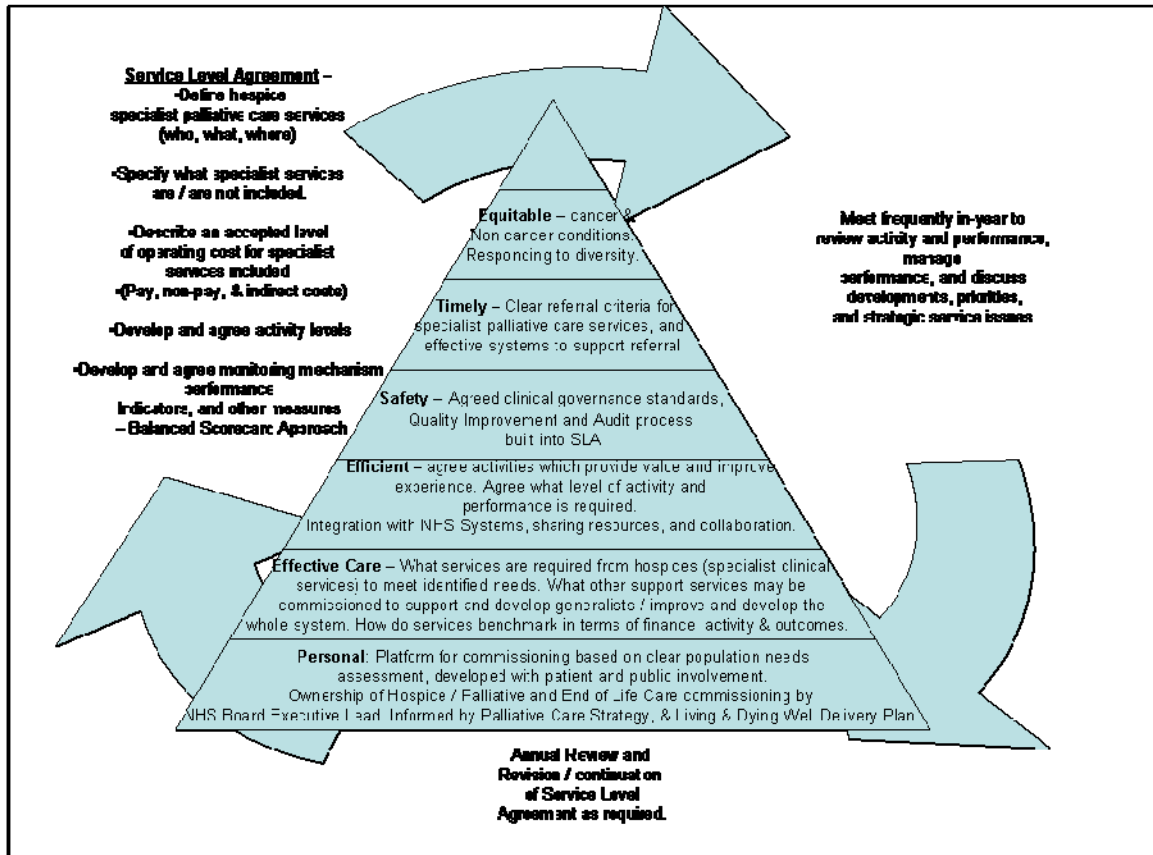 Service Level Agreement –
•Define hospice
specialist palliative care services
(who, what, where)
•Specify what specialist services
are / are not included.
•Describe an accepted level
of operating cost for specialist
services included
•(Pay, non-pay, & indirect costs)
•Develop and agree activity levels
•Develop and agree monitoring mechanism
performance
Indicators, and other measures
– Balanced Scorecare Approach
Equitable – cancer &
Non cancer conditions.
Responcing to diversity.
Timely – Clear referral criteria for
specialist palliative care services, and
effective systems to support referral
Safety – Agreed clinical governance standards,
Quality Improvement and Audit process
built into SLA
Efficient – agree activities which provide value and improve
experience. Agree what level of activity and
performance is required.
Integration with NHS Systems, sharing resources, and collaboration.
Effective Care – What services are required from hospices (specialist clinical
services) to meet identified needs. What other support services may be
commissioned to support and develop generalists / improve and develop the
whole system. How do services benchmark in terms of finance, activity & outcomes.
Personal: Platform for commissioning based on clear population needs
assessment, developed with patient and public involvement.
Ownership of Hospice / Palliative and End of Life Care commissioning by
NHS Board Executive Lead. Informed by Palliative Care Strategy, & Living & Dying Well Delivery Plan
Meet frequently in-year to
review activity and performance,
manage
performance, and discuss
developments, priorities,
and strategic service issues
Annual Review and
Revision / continuation
of Service Level
Agreement as required.